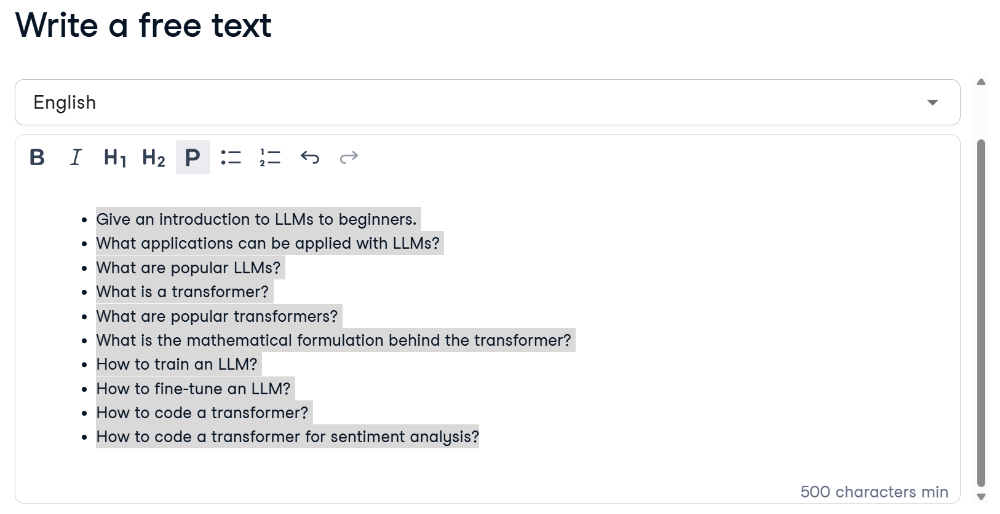 Write a free text
English
B I H1 H2 P
• Give an introduction to LLMs to beginners.
• What applications can be applied with LLMs?
• What are popular LLMs?
• What is a transformer?
• What are popular transformers?
• What is the mathematical formulation behind the transformer?
• How to train an LLM?
• How to fine-tune an LLM?
• How to code a transformer?
• How to code a transformer for sentiment analysis?
500 characters min